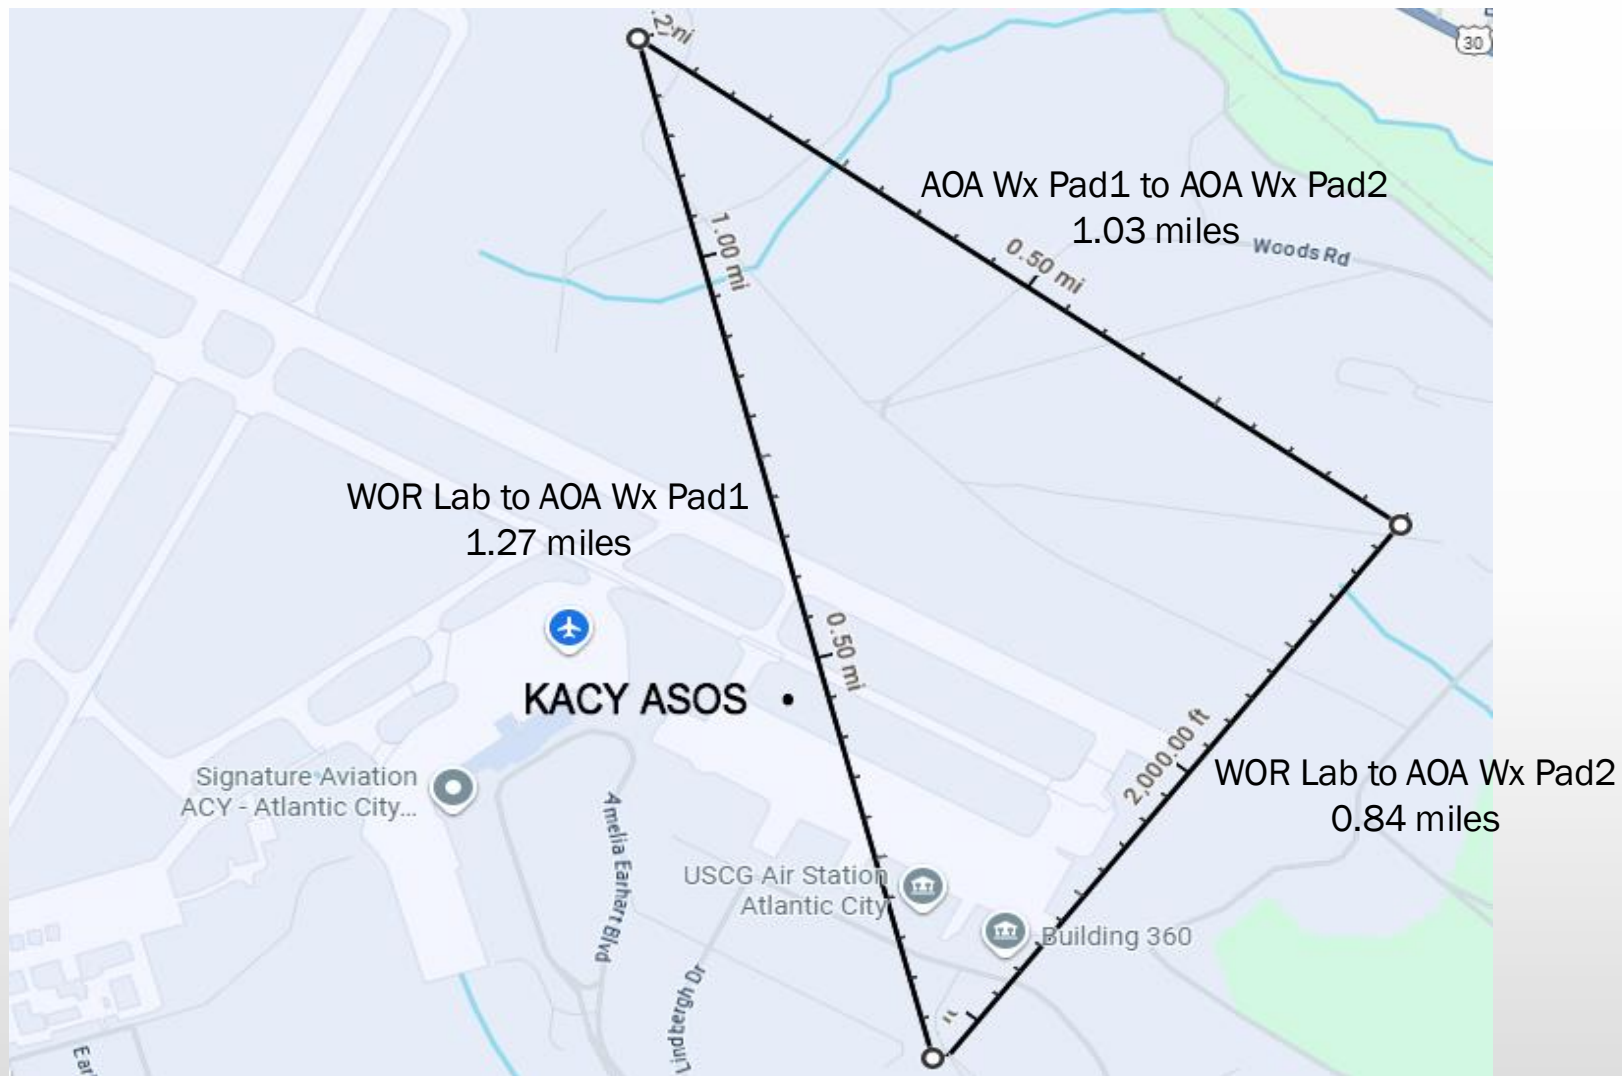 30
AOA Wx Pad1 to AOA Wx Pad2
1.03 miles
1.00 mi
0.50 mi
Woods Rd
WOR Lab to AOA Wx Pad1
1.27 miles
0.50 mi
KACY ASOS
2,000.00 ft
Signature Aviation
ACY - Atlantic City...
WOR Lab to AOA Wx Pad2
0.84 miles
Amelia Earhart Blvd
USCG Air Station
Atlantic City
Building 360
Lindbergh Dr